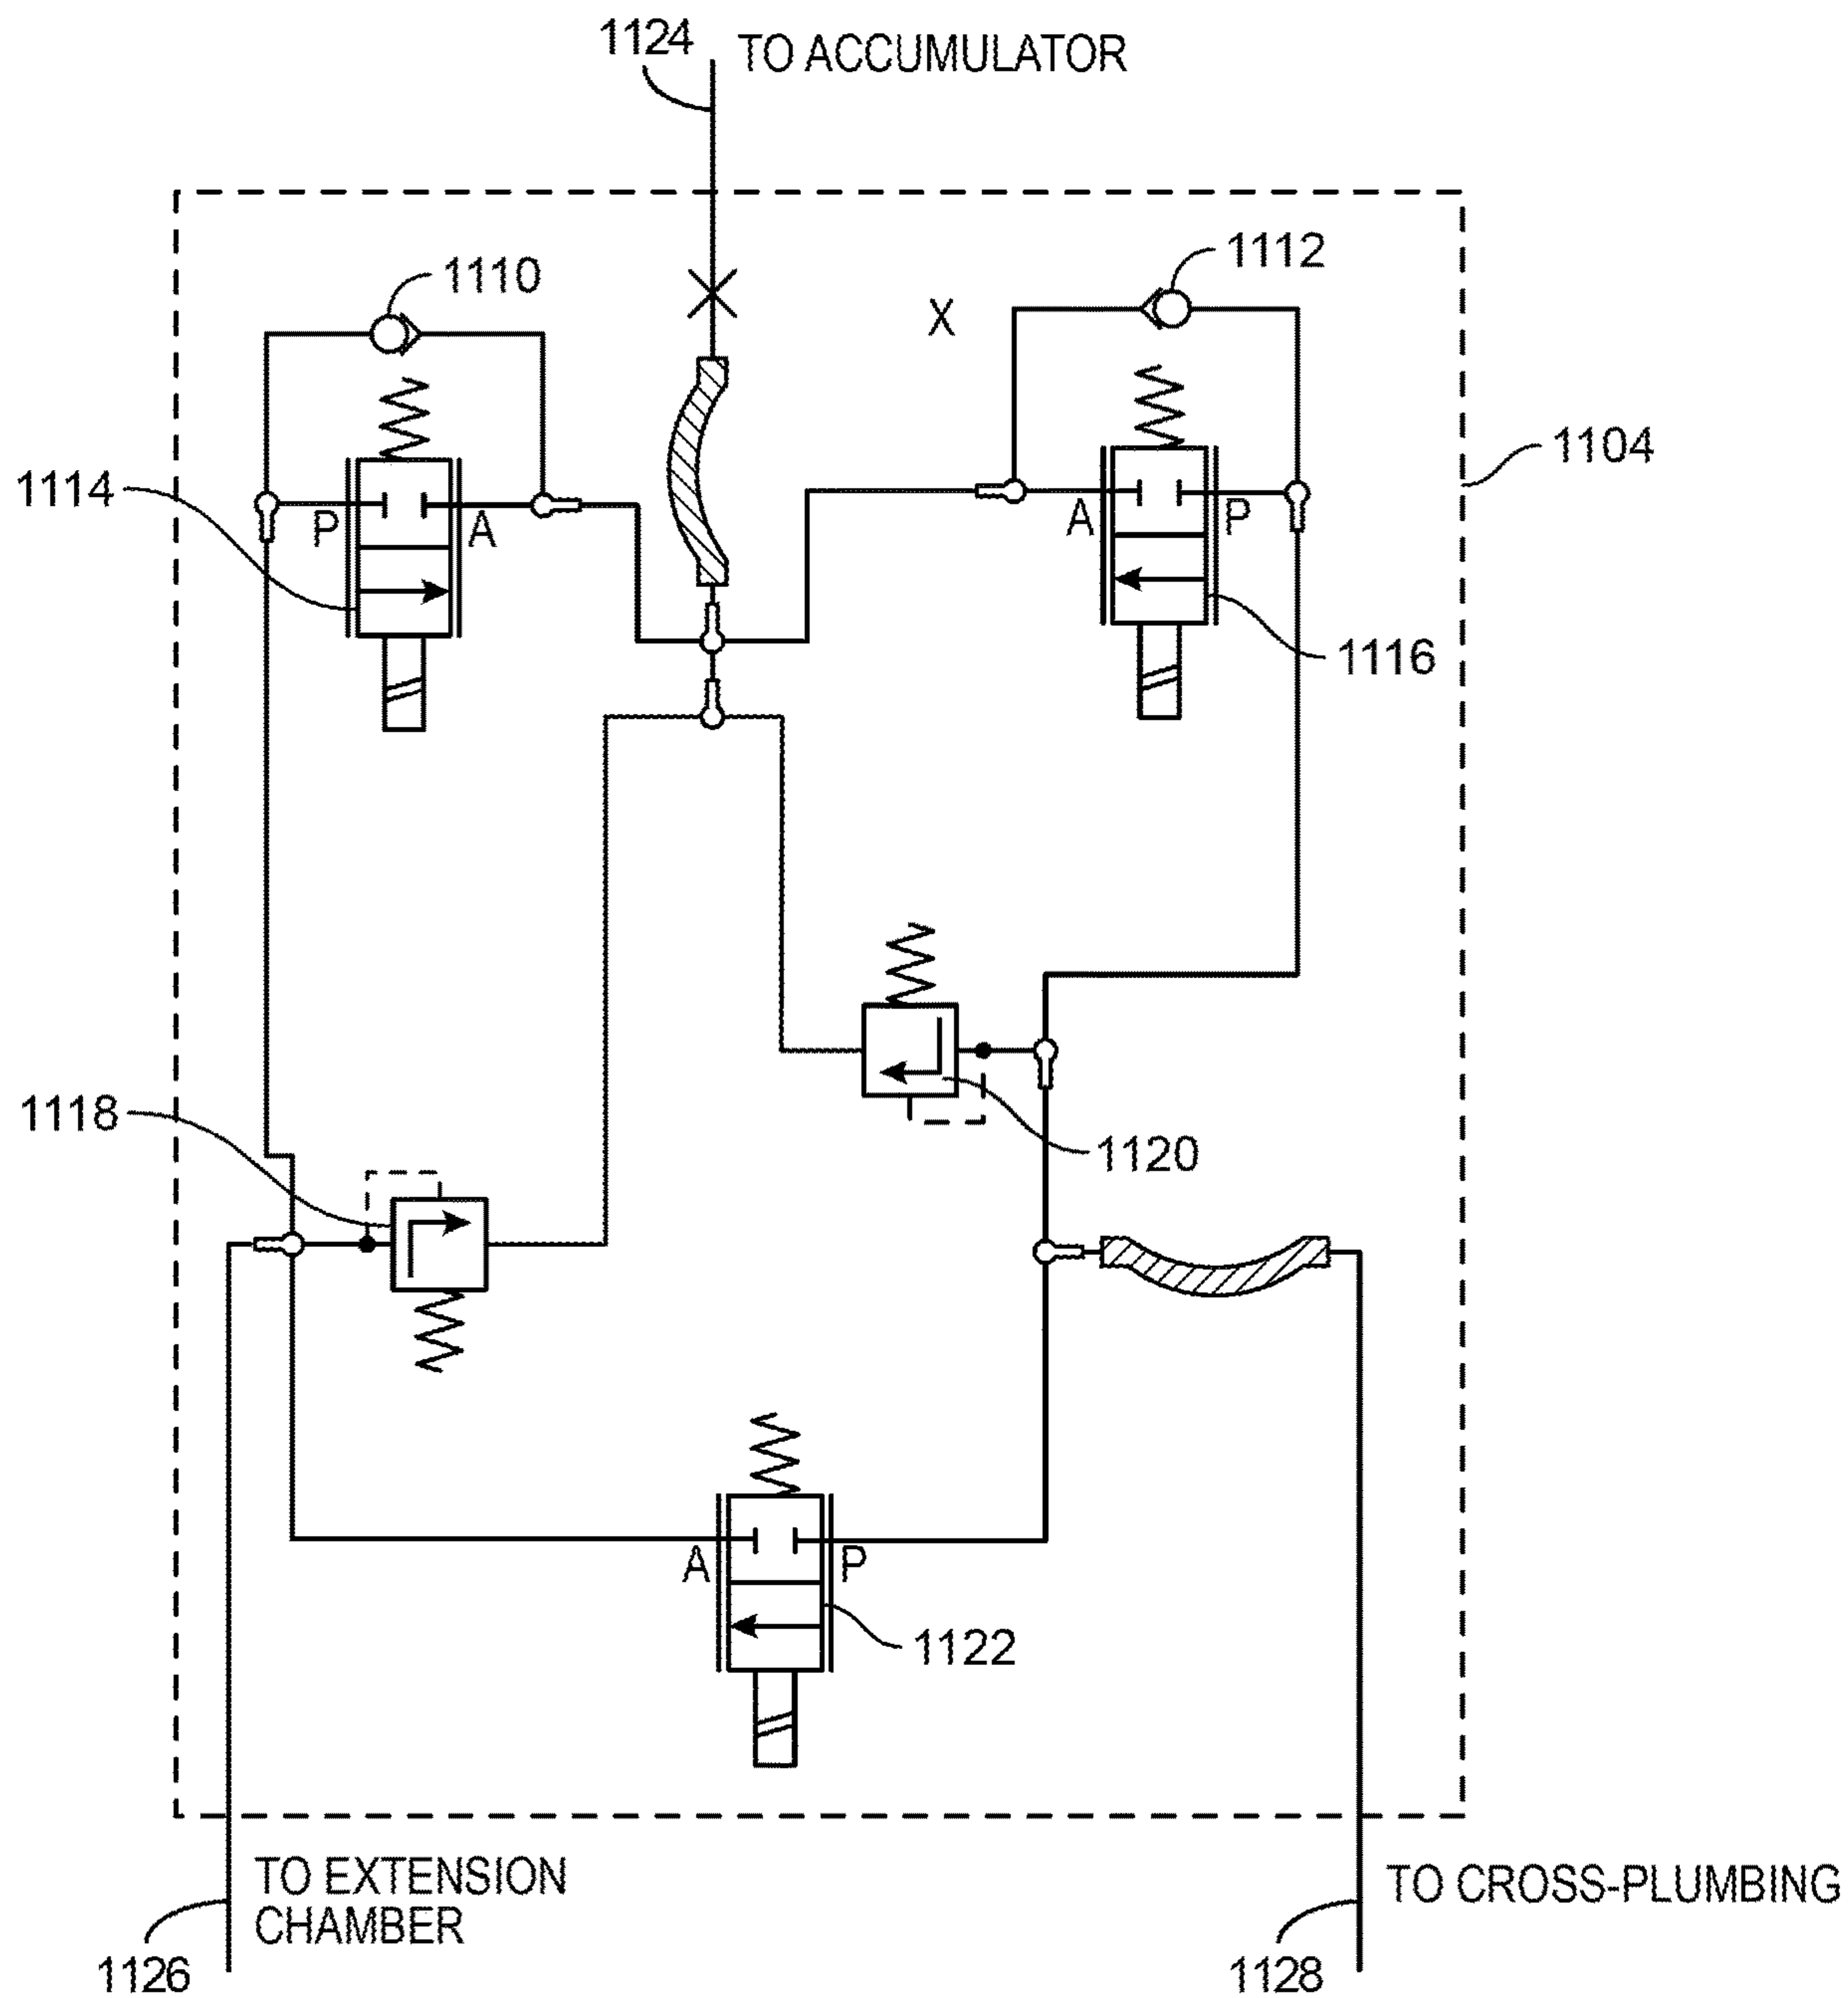 1124
TO ACCUMULATOR
1110
1112
X
1104
1114
P
A
A
P
1116
1118
1120
A
P
1122
TO EXTENSION
CHAMBER
TO CROSS-PLUMBING
1126
1128